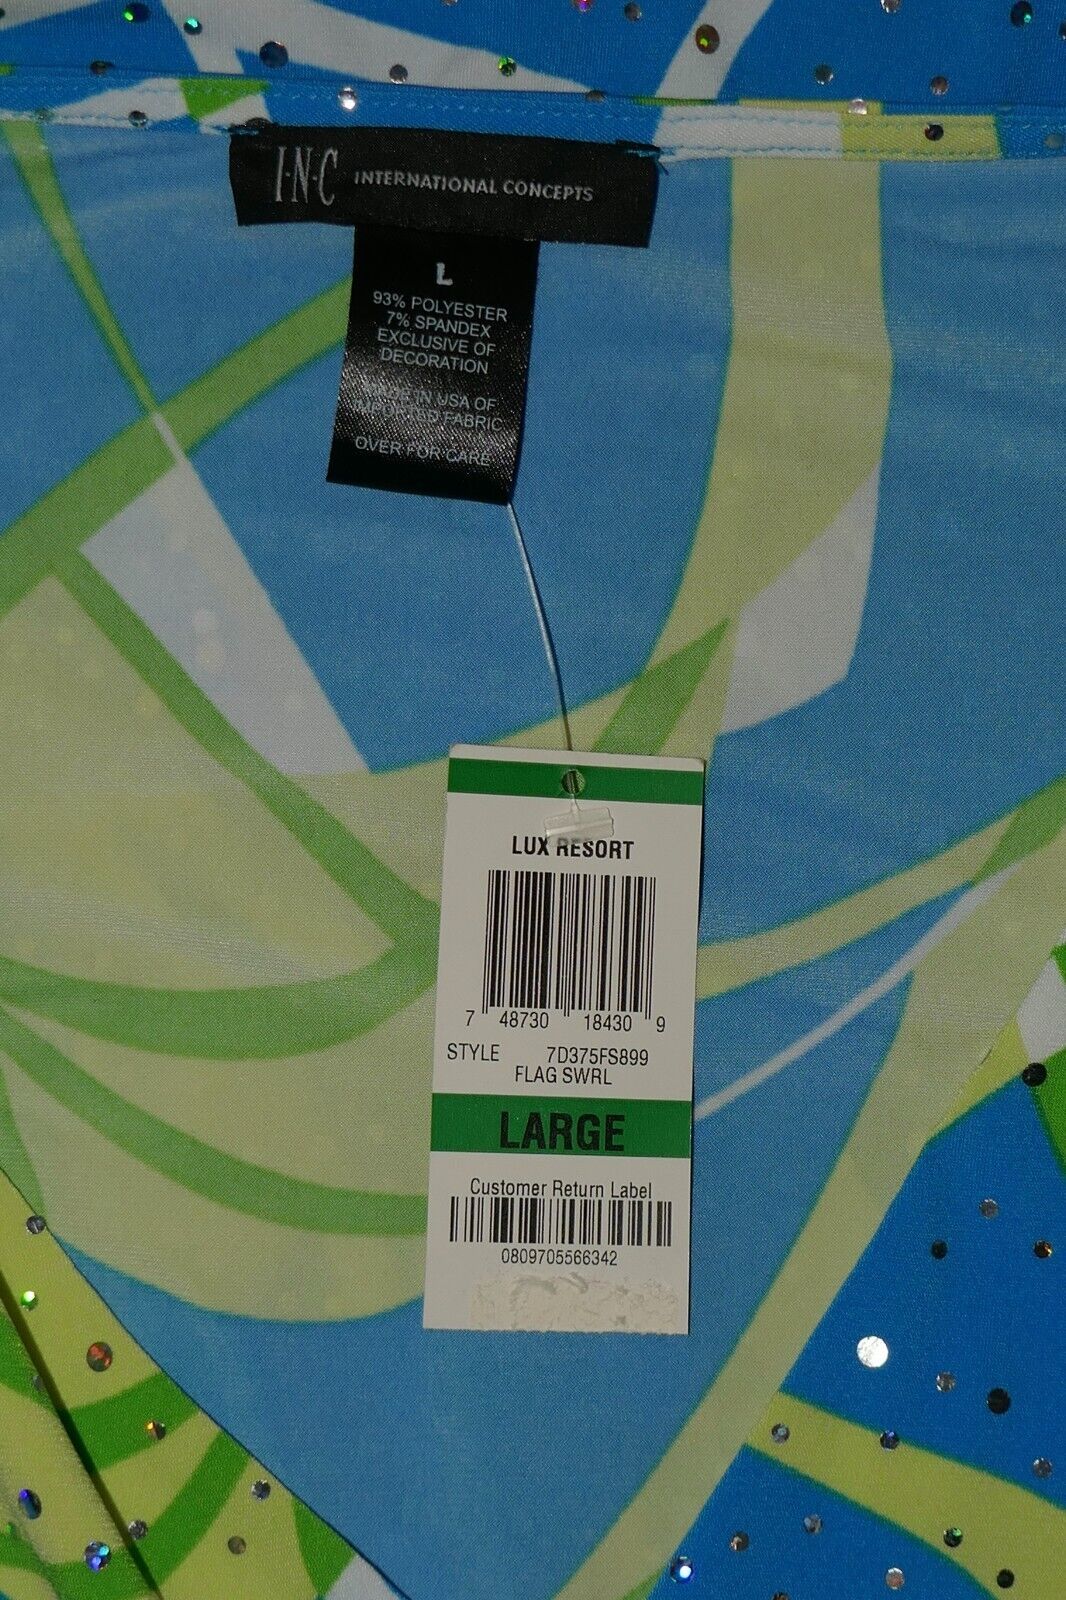 I·N·C INTERNATIONAL CONCEPTS
L
93% POLYESTER
7% SPANDEX
EXCLUSIVE OF
DECORATION
MADE IN USA OF
IMPORTED FABRIC
OVER FOR CARE
LUX RESORT
7 48730 18430 9
STYLE 7D375FS899
FLAG SWRL
LARGE
Customer Return Label
0809705566342